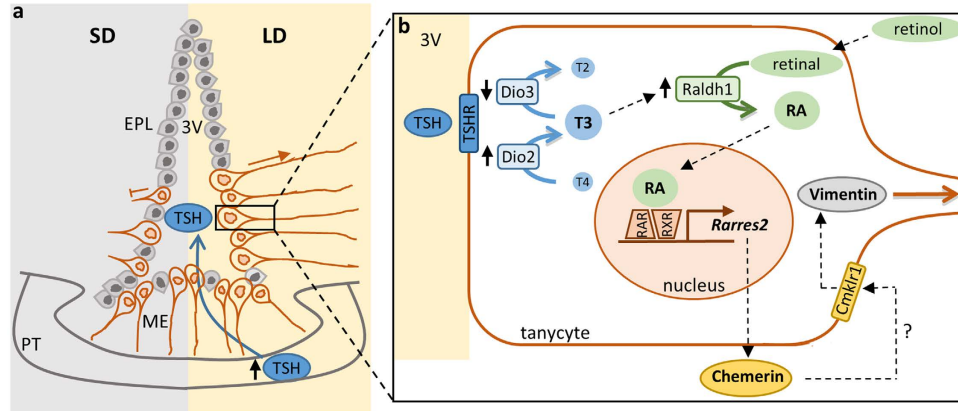 a
SD
LD
EPL
3V
TSH
ME
PT
TSH
b
3V
retinol
retinal
T2
Dio3
Raldh1
TSH
TSHR
T3
RA
Dio2
T4
RA
Vimentin
RAR
RXR
Rarres2
nucleus
Cmklr1
tanycyte
?
Chemerin